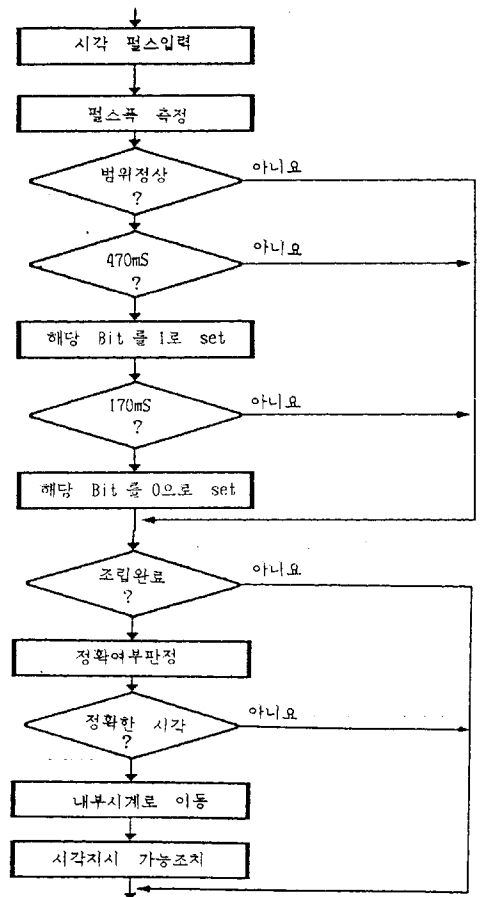 시각 펄스입력
펄스폭 측정
범위정상
?
아니요
470mS
?
아니요
해당 Bit 를 1로 set
170mS
?
아니요
해당 Bit 를 0으로 set
조립완료
?
아니요
정확여부판정
정확한 시각
?
아니요
내부시계로 이동
시각지시 가능조치